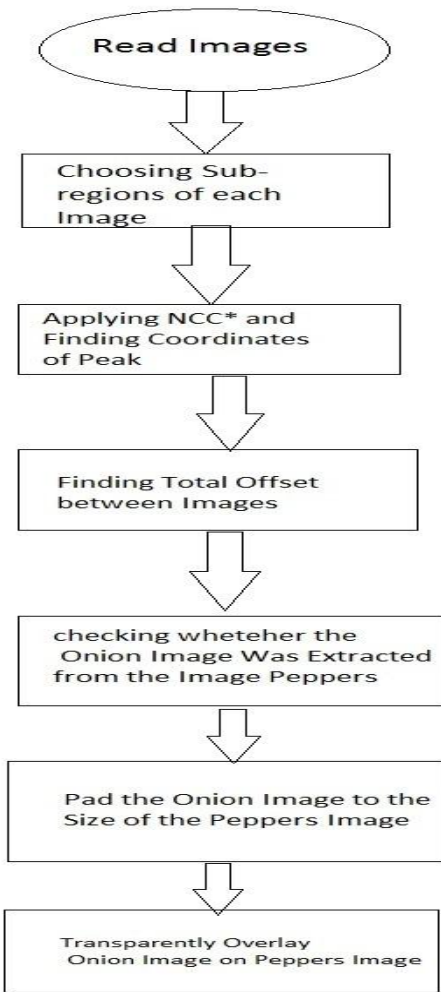 Read Images
Choosing Sub-
regions of each
Image
Applying NCC* and
Finding Coordinates
of Peak
Finding Total Offset
between Images
checking wheteher the
Onion Image Was Extracted
from the Image Peppers
Pad the Onion Image to the
Size of the Peppers Image
Transparently Overlay
Onion Image on Peppers Image